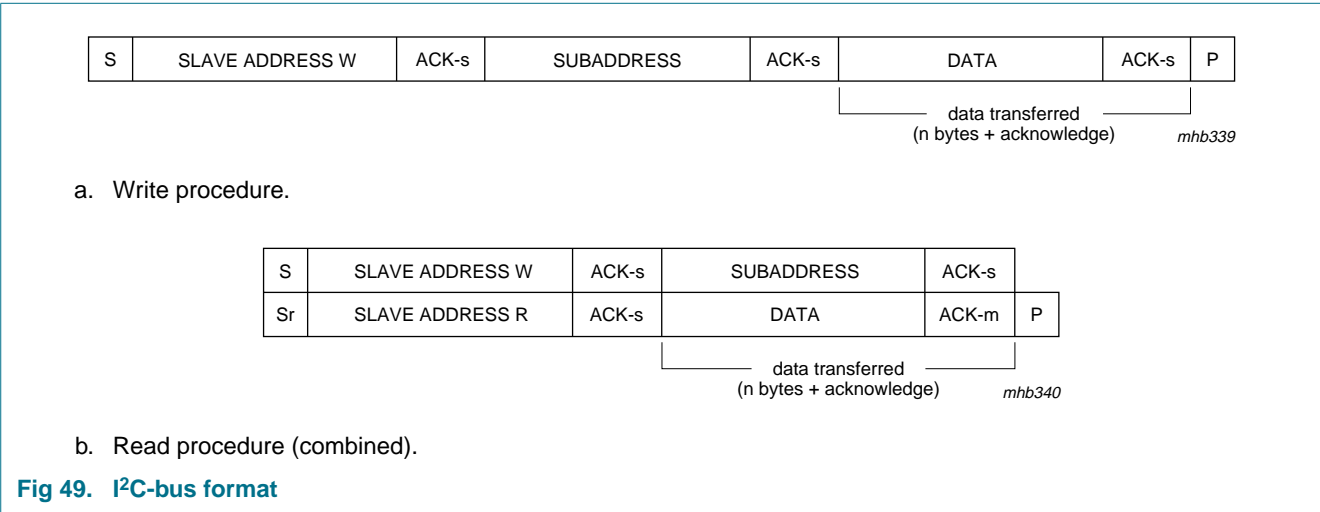 S SLAVE ADDRESS W ACK-s SUBADDRESS ACK-s DATA ACK-s P
data transferred
(n bytes + acknowledge)
mhb339
a. Write procedure.
S SLAVE ADDRESS W ACK-s SUBADDRESS ACK-s
Sr SLAVE ADDRESS R ACK-s DATA ACK-m P
data transferred
(n bytes + acknowledge)
mhb340
b. Read procedure (combined).
Fig 49. I²C-bus format